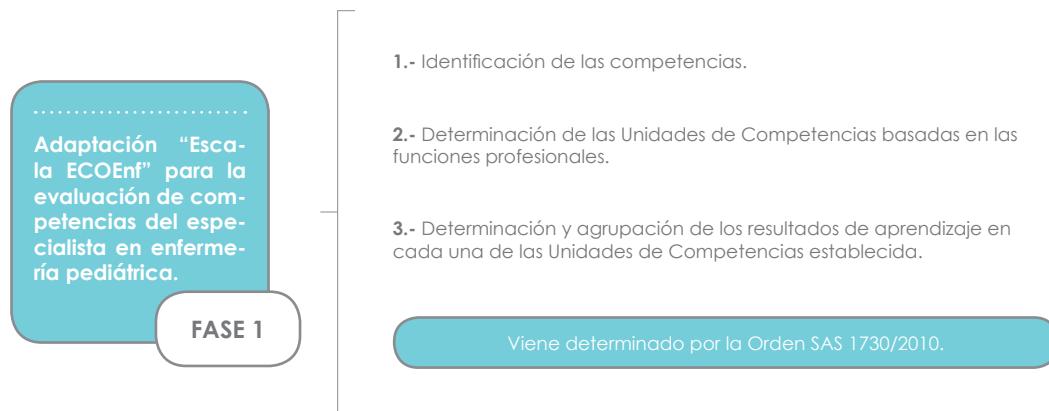 Adaptación “Esca-
la ECOEnf” para la
evaluación de com-
petencias del espe-
cialista en enferme-
ría pediátrica.
FASE 1
1.- Identificación de las competencias.
2.- Determinación de las Unidades de Competencias basadas en las
funciones profesionales.
3.- Determinación y agrupación de los resultados de aprendizaje en
cada una de las Unidades de Competencias establecida.
Viene determinado por la Orden SAS 1730/2010.